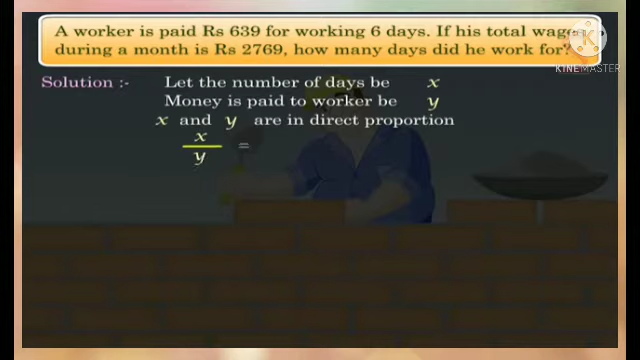 A worker is paid Rs 639 for working 6 days. If his total wages
during a month is Rs 2769, how many days did he work for?
KINEMASTER
Solution :- Let the number of days be x
Money is paid to worker be y
x and y are in direct proportion
x
y =